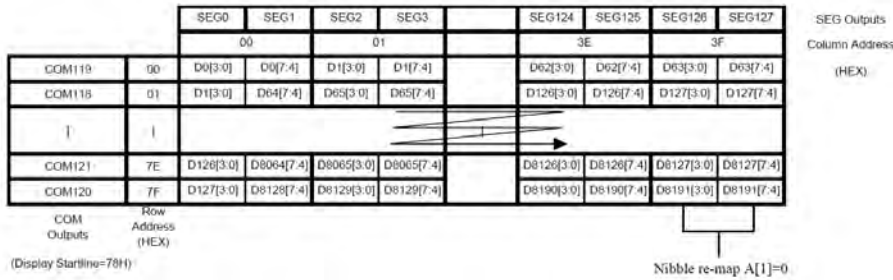 SEG0 SEG1 SEG2 SEG3 SEG124 SEG125 SEG126 SEG127 SEG Outputs
00 01 3E 3F Column Address
COM119 00 D0[3:0] D0[7:4] D1[3:0] D1[7:4] D62[3:0] D62[7:4] D63[3:0] D63[7:4] (HEX)
COM118 01 D1[3:0] D64[7:4] D65[3:0] D65[7:4] D126[3:0] D126[7:4] D127[3:0] D127[7:4]
COM121 7E D126[3:0] D8064[7:4] D8065[3:0] D8065[7:4] D8126[3:0] D8126[7:4] D8127[3:0] D8127[7:4]
COM120 7F D127[3:0] D8128[7:4] D8129[3:0] D8129[7:4] D8190[3:0] D8190[7:4] D8191[3:0] D8191[7:4]
COM Outputs
Row Address (HEX)
(Display Startline=78H)
Nibble re-map A[1]=0